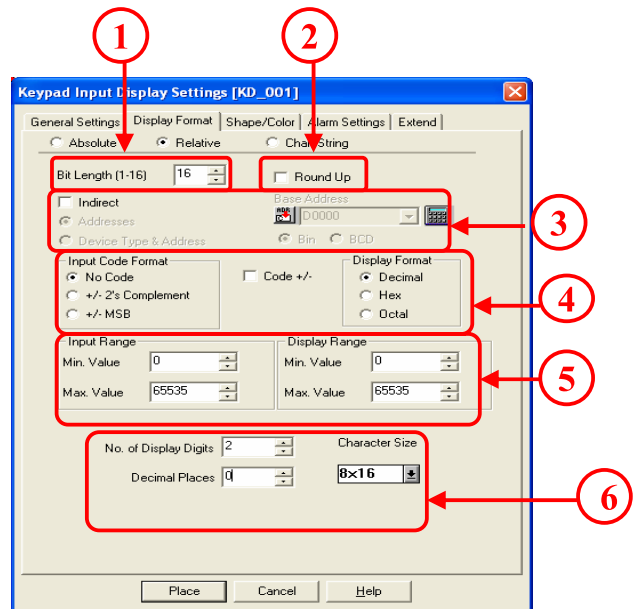 1 2
Keypad Input Display Settings [KD_001]
General Settings Display Format Shape/Color Alarm Settings Extend
Absolute Relative Char. String
Bit Length (1-16) 16 Round Up
Indirect Base Address
Addresses D0000
Device Type & Address Bin BCD
3
Input Code Format Display Format
No Code Code +/- Decimal
+/- 2's Complement Hex
+/- MSB Octal
4
Input Range Display Range
Min. Value 0 Min. Value 0
Max. Value 65535 Max. Value 65535
5
No. of Display Digits 2 Character Size
Decimal Places 0 8×16
6
Place Cancel Help